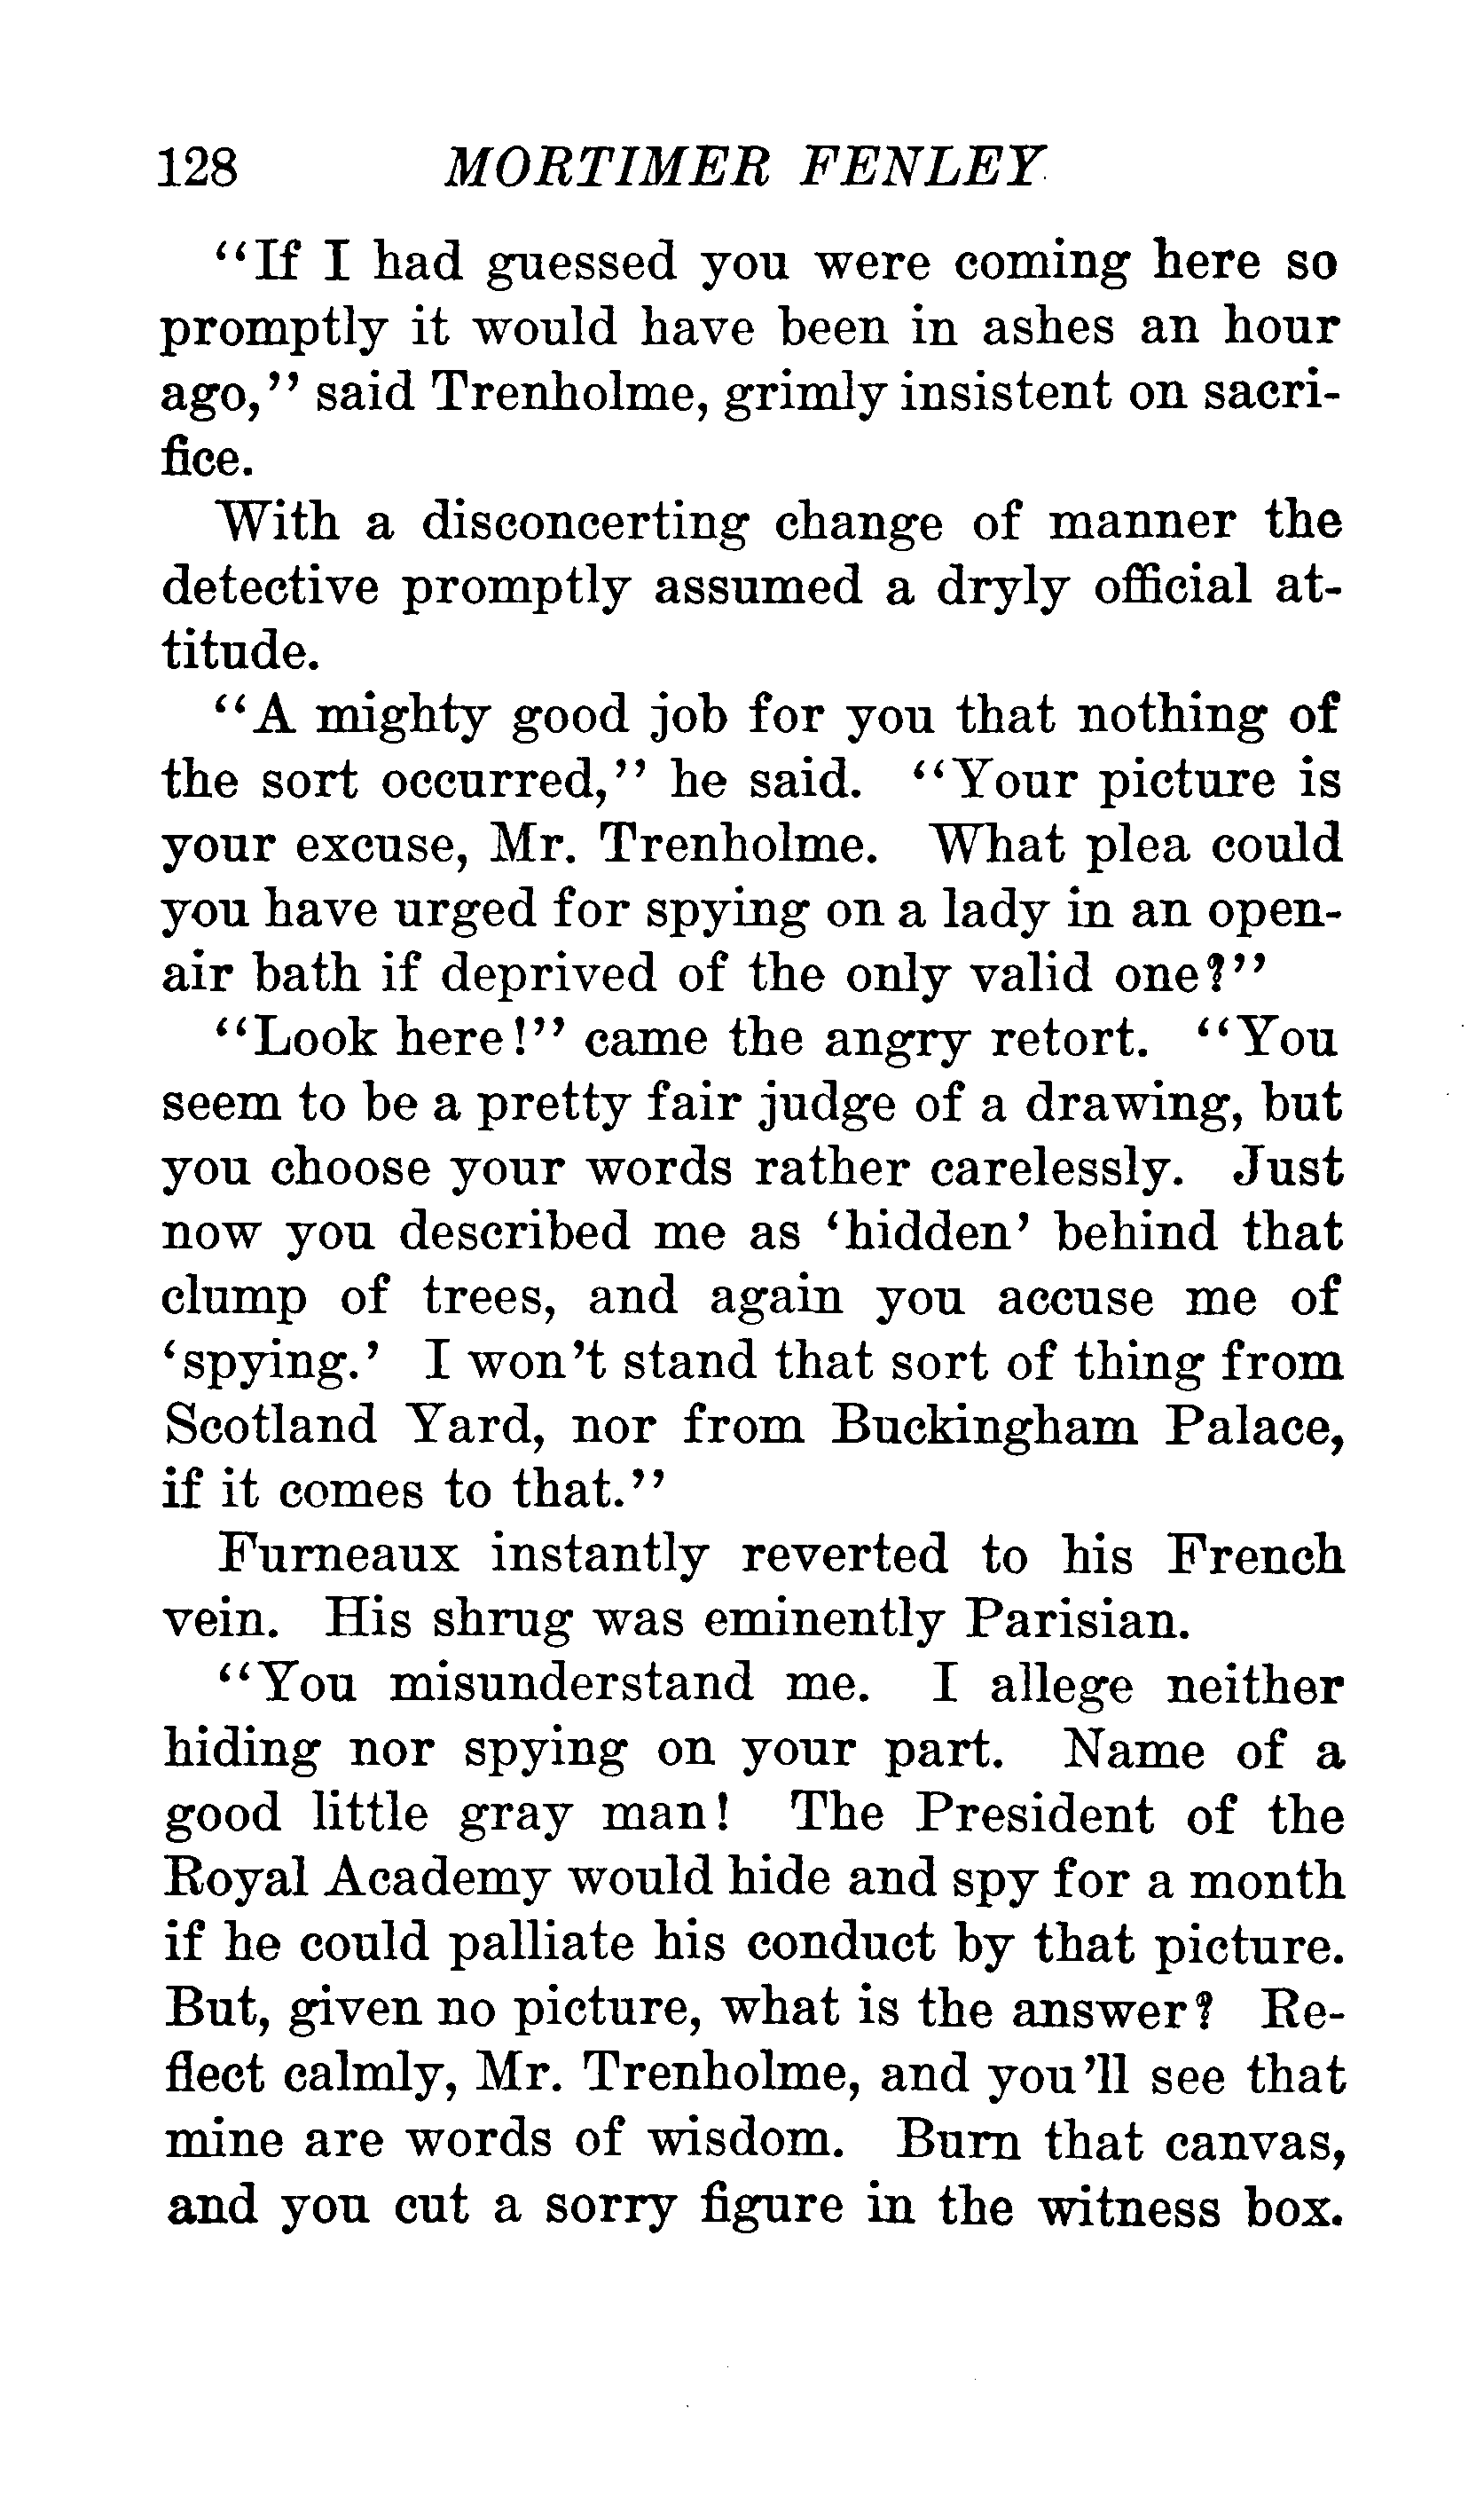 128 MORTIMER FENLEY
"If I had guessed you were coming here so
promptly it would have been in ashes an hour
ago," said Trenholme, grimly insistent on sacri-
fice.
With a disconcerting change of manner the
detective promptly assumed a dryly official at-
titude.
"A mighty good job for you that nothing of
the sort occurred," he said. "Your picture is
your excuse, Mr. Trenholme. What plea could
you have urged for spying on a lady in an open-
air bath if deprived of the only valid one?"
"Look here!" came the angry retort. "You
seem to be a pretty fair judge of a drawing, but
you choose your words rather carelessly. Just
now you described me as 'hidden' behind that
clump of trees, and again you accuse me of
'spying.' I won't stand that sort of thing from
Scotland Yard, nor from Buckingham Palace,
if it comes to that."
Furneaux instantly reverted to his French
vein. His shrug was eminently Parisian.
"You misunderstand me. I allege neither
hiding nor spying on your part. Name of a
good little gray man! The President of the
Royal Academy would hide and spy for a month
if he could palliate his conduct by that picture.
But, given no picture, what is the answer? Re-
flect calmly, Mr. Trenholme, and you'll see that
mine are words of wisdom. Burn that canvas,
and you cut a sorry figure in the witness box.